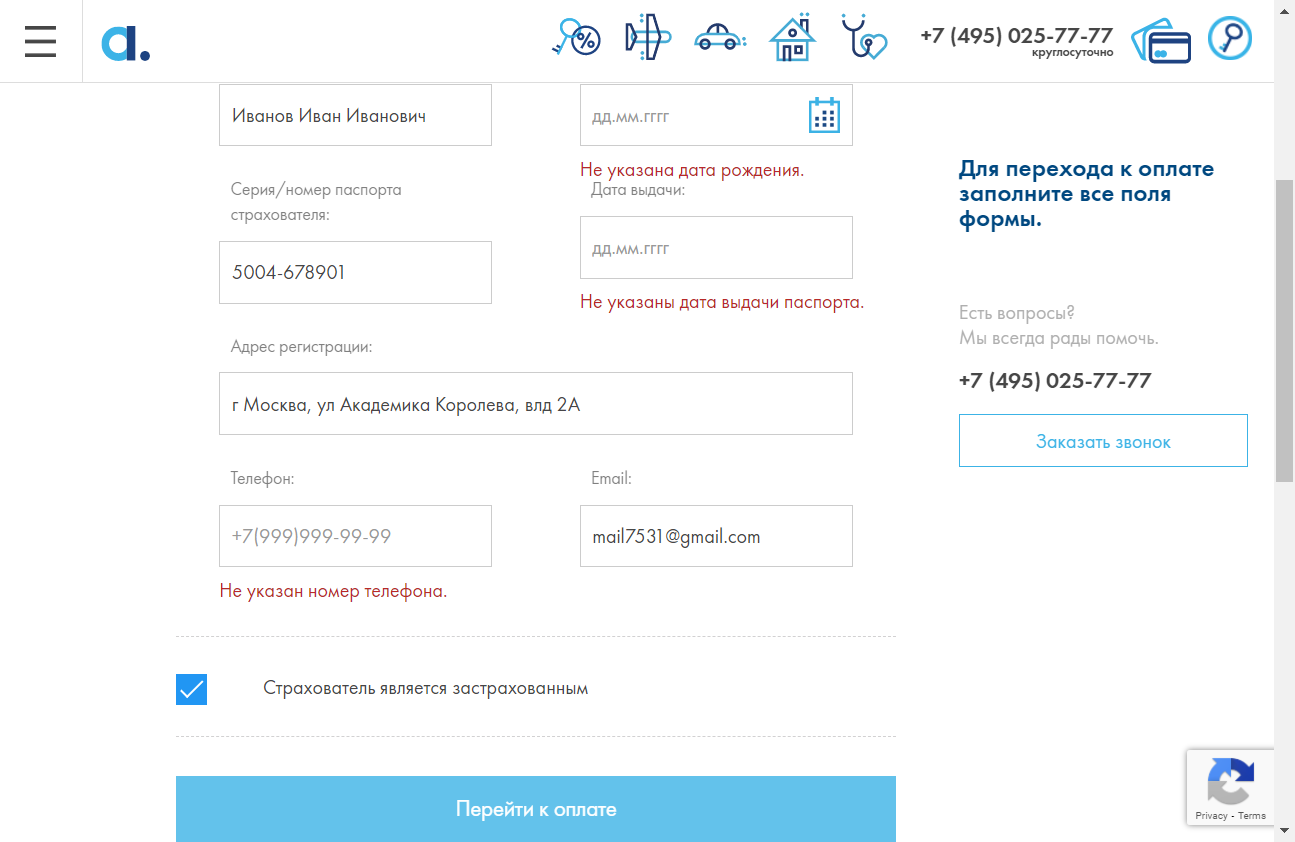 a.
%
+7 (495) 025-77-77
круглосуточно
Иванов Иван Иванович
дд.мм.гггг
Не указана дата рождения.
Серия/номер паспорта
страхователя:
Дата выдачи:
5004-678901
дд.мм.гггг
Не указаны дата выдачи паспорта.
Адрес регистрации:
г Москва, ул Академика Королева, влд 2А
Телефон:
Email:
+7(999)999-99-99
mail7531@gmail.com
Не указан номер телефона.
Страхователь является застрахованным
Перейти к оплате
Для перехода к оплате
заполните все поля
формы.
Есть вопросы?
Мы всегда рады помочь.
+7 (495) 025-77-77
Заказать звонок
Privacy - Terms